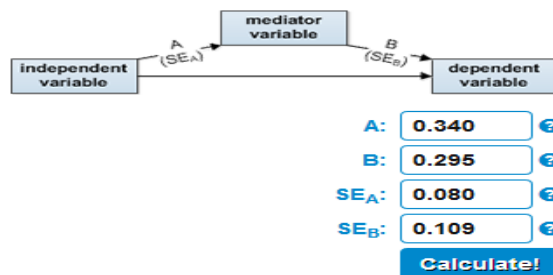 mediator
variable
A
(SEA)
B
(SEB)
independent
variable
dependent
variable
A: 0.340 ?
B: 0.295 ?
SEA: 0.080 ?
SEB: 0.109 ?
Calculate!